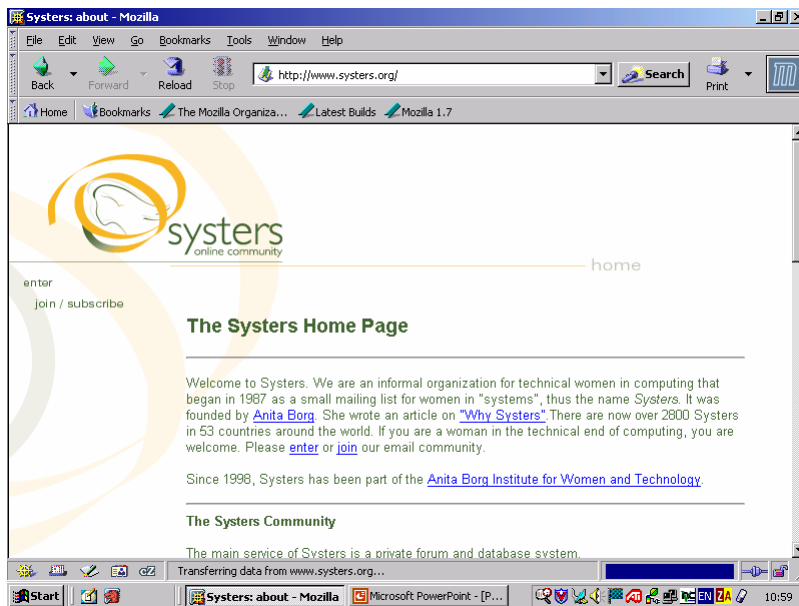 Systers: about - Mozilla
File Edit View Go Bookmarks Tools Window Help
Back Forward Reload Stop http://www.systers.org/ Search Print
Home Bookmarks The Mozilla Organiza... Latest Builds Mozilla 1.7
systers
online community
home
enter
join / subscribe
The Systers Home Page
Welcome to Systers. We are an informal organization for technical women in computing that
began in 1987 as a small mailing list for women in "systems", thus the name Systers. It was
founded by Anita Borg. She wrote an article on "Why Systers".There are now over 2800 Systers
in 53 countries around the world. If you are a woman in the technical end of computing, you are
welcome. Please enter or join our email community.
Since 1998, Systers has been part of the Anita Borg Institute for Women and Technology.
The Systers Community
The main service of Systers is a private forum and database system.
Transferring data from www.systers.org...
Start Systers: about - Mozilla Microsoft PowerPoint - [P... EN ZA 10:59